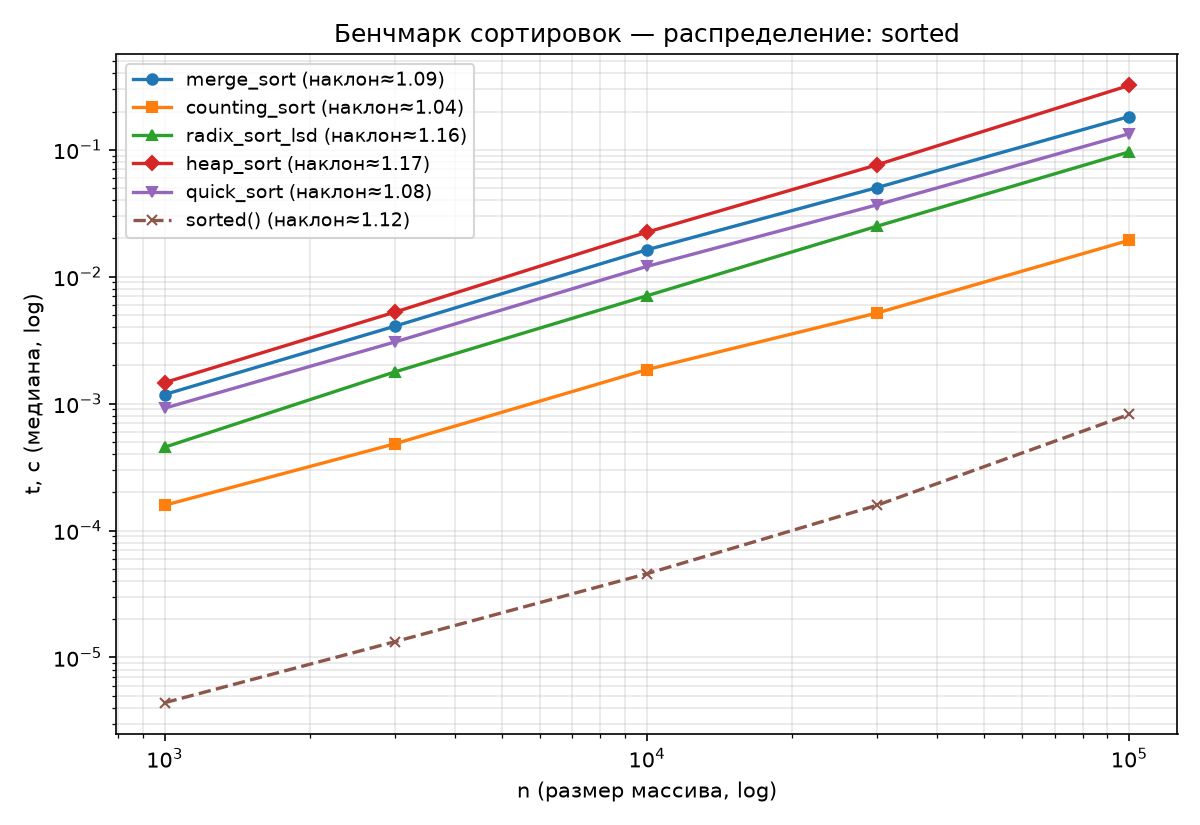 Бенчмарк сортировок — распределение: sorted
merge_sort (наклон≈1.09)
counting_sort (наклон≈1.04)
radix_sort_lsd (наклон≈1.16)
heap_sort (наклон≈1.17)
quick_sort (наклон≈1.08)
sorted() (наклон≈1.12)
t, с (медиана, log)
10⁻¹
10⁻²
10⁻³
10⁻⁴
10⁻⁵
10³ 10⁴ 10⁵
n (размер массива, log)